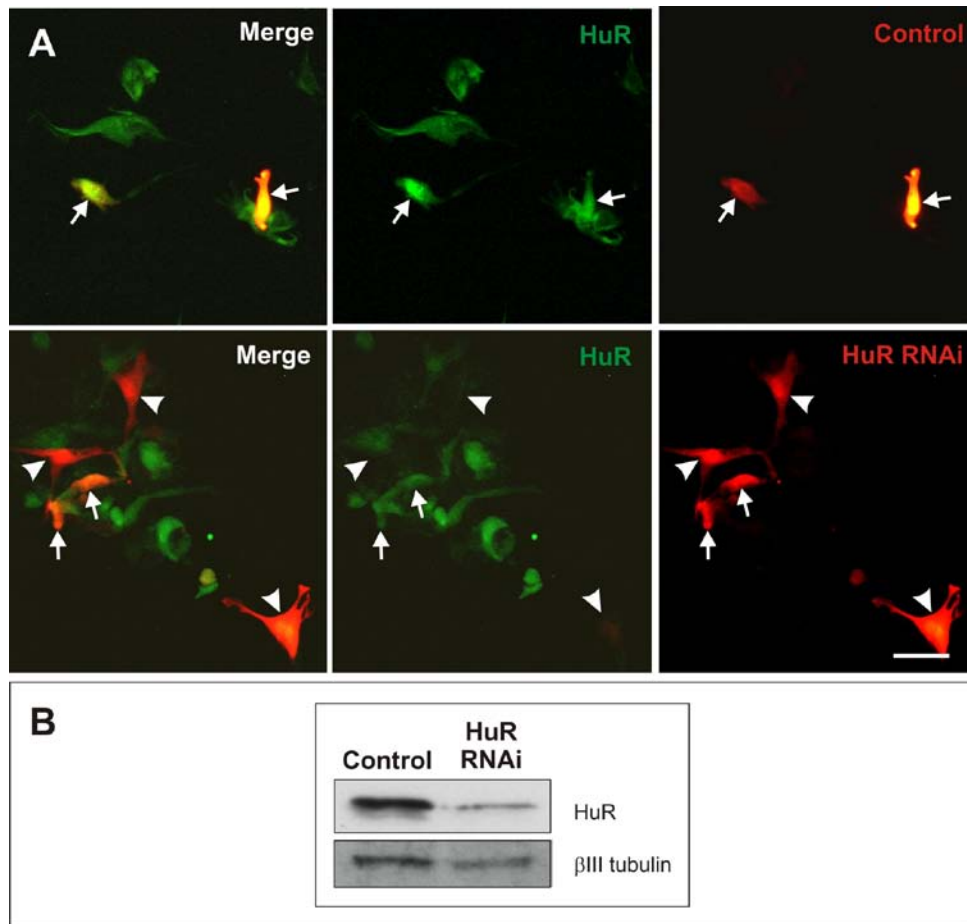 A
Merge
HuR
Control
Merge
HuR
HuR RNAi
B
Control
HuR
RNAi
HuR
βIII tubulin